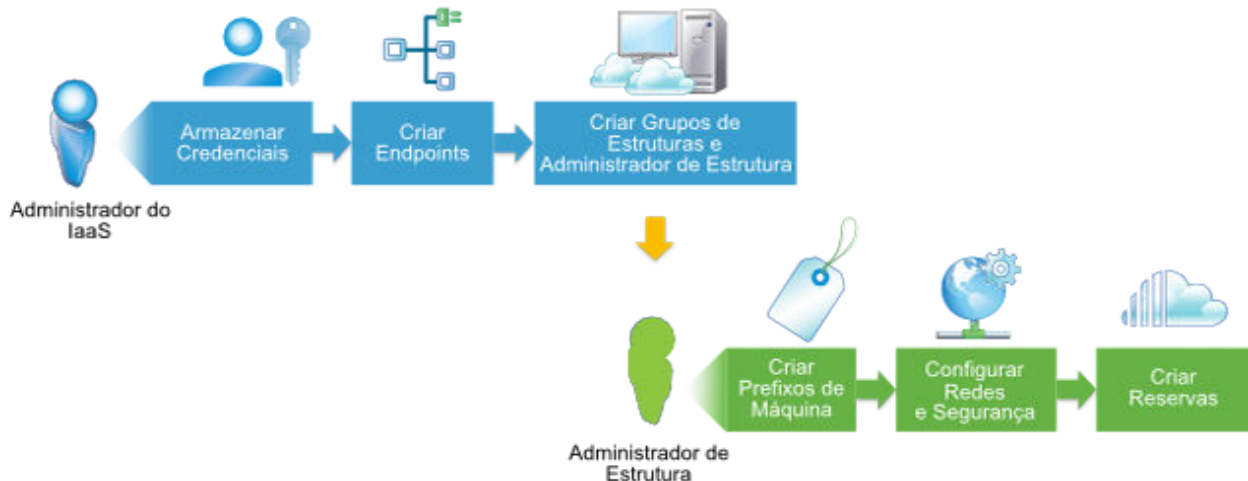 Armazenar
Credenciais
Criar
Endpoints
Criar Grupos de
Estruturas e
Administrador de Estrutura
Administrador do
IaaS
Criar
Prefixos de
Máquina
Configurar
Redes
e Segurança
Criar
Reservas
Administrador de
Estrutura